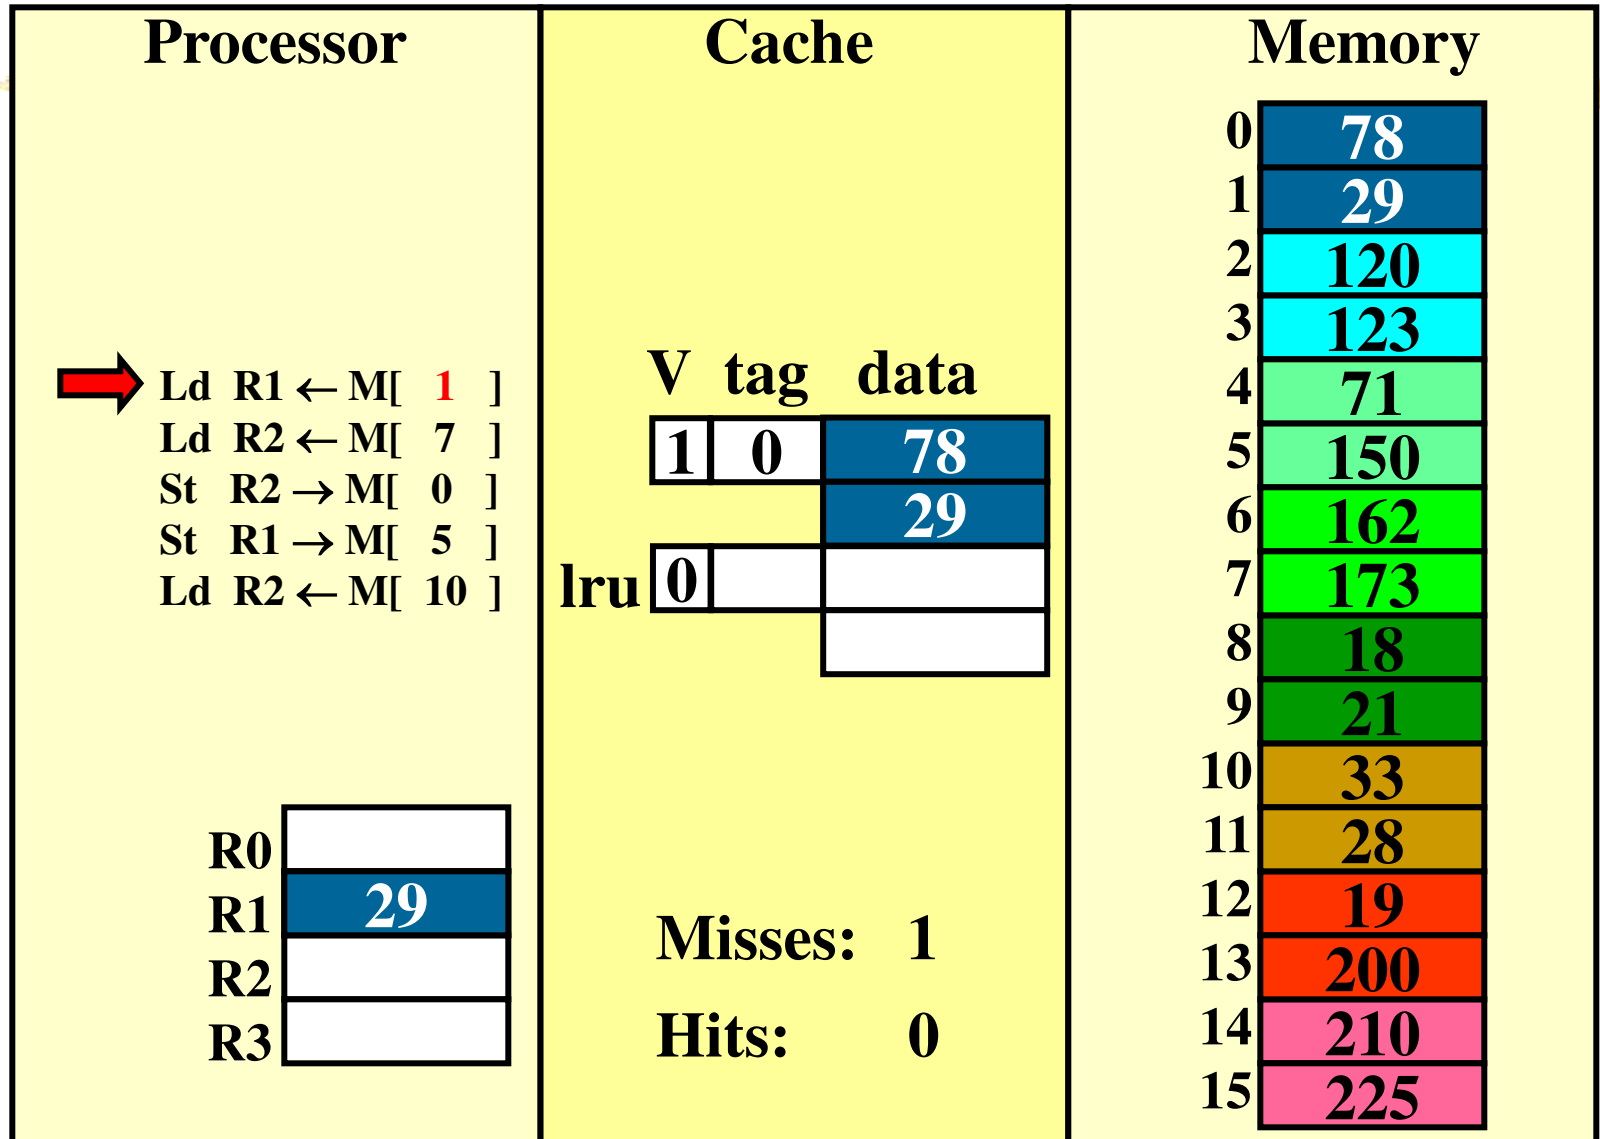 Processor
Ld R1 ← M[ 1 ]
Ld R2 ← M[ 7 ]
St R2 → M[ 0 ]
St R1 → M[ 5 ]
Ld R2 ← M[ 10 ]
R0
R1 29
R2
R3
Cache
V tag data
1 0 78
29
lru 0
Misses: 1
Hits: 0
Memory
0 78
1 29
2 120
3 123
4 71
5 150
6 162
7 173
8 18
9 21
10 33
11 28
12 19
13 200
14 210
15 225